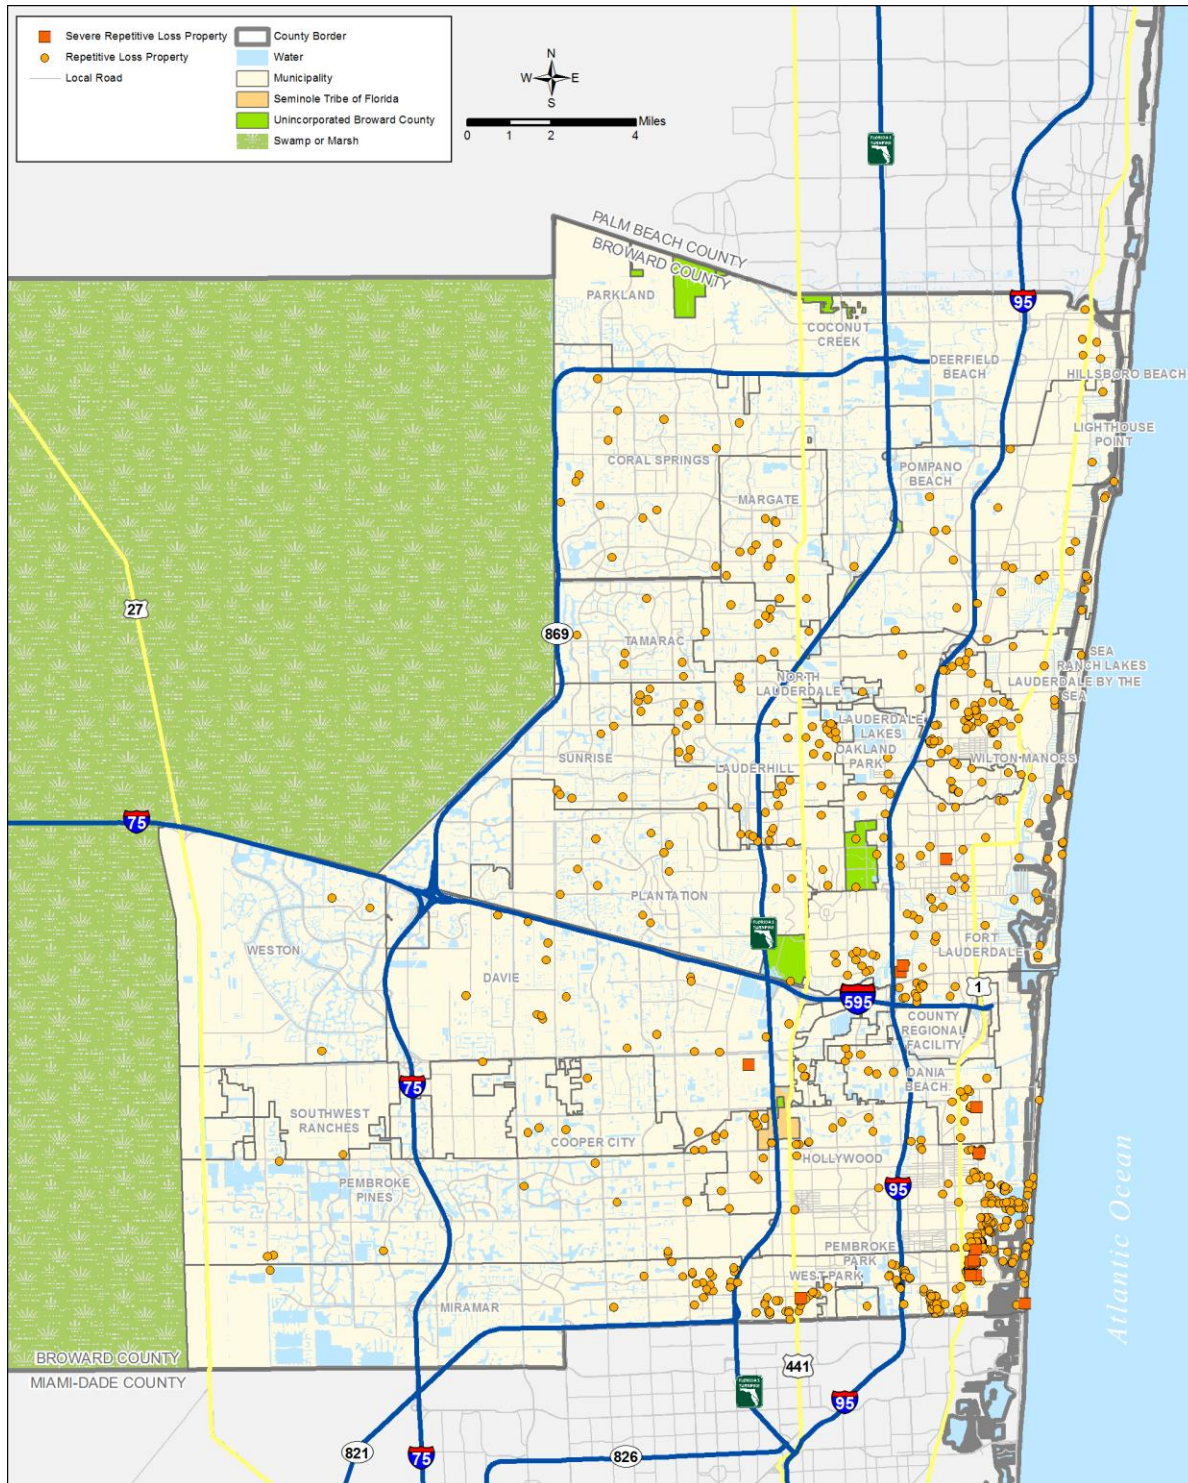 Severe Repetitive Loss Property
Repetitive Loss Property
Local Road
County Border
Water
Municipality
Seminole Tribe of Florida
Unincorporated Broward County
Swamp or Marsh
N
W E
S
Miles
0 1 2 4
PALM BEACH COUNTY
BROWARD COUNTY
PARKLAND
95
COCONUT
CREEK
DEERFIELD
BEACH
HILLSBORO BEACH
LIGHTHOUSE
POINT
CORAL SPRINGS
POMPANO
BEACH
MARGATE
27
869
TAMARAC
SEA
RANCH LAKES
NORTH
LAUDERDALE
LAUDERDALE BY THE
SEA
LAUDERDALE
LAKES
OAKLAND
PARK
SUNRISE
LAUDERHILL
WILTON MANORS
75
PLANTATION
WESTON
FORT
LAUDERDALE
DAVIE
1
595
COUNTY
REGIONAL
FACILITY
DANIA
BEACH
75
SOUTHWEST
RANCHES
COOPER CITY
HOLLYWOOD
PEMBROKE
PINES
95
Atlantic Ocean
PEMBROKE
PARK
WEST PARK
MIRAMAR
BROWARD COUNTY
MIAMI-DADE COUNTY
441
95
821
75
826